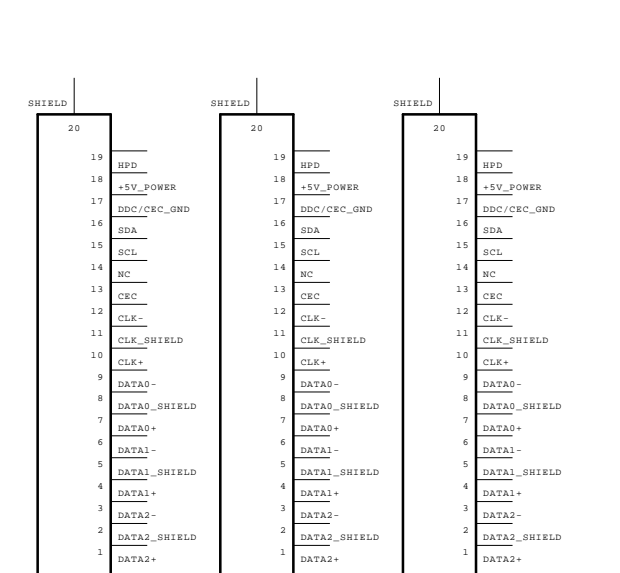 SHIELD SHIELD SHIELD
20 20 20
19 HPD 19 HPD 19 HPD
18 +5V_POWER 18 +5V_POWER 18 +5V_POWER
17 DDC/CEC_GND 17 DDC/CEC_GND 17 DDC/CEC_GND
16 SDA 16 SDA 16 SDA
15 SCL 15 SCL 15 SCL
14 NC 14 NC 14 NC
13 CEC 13 CEC 13 CEC
12 CLK- 12 CLK- 12 CLK-
11 CLK_SHIELD 11 CLK_SHIELD 11 CLK_SHIELD
10 CLK+ 10 CLK+ 10 CLK+
9 DATA0- 9 DATA0- 9 DATA0-
8 DATA0_SHIELD 8 DATA0_SHIELD 8 DATA0_SHIELD
7 DATA0+ 7 DATA0+ 7 DATA0+
6 DATA1- 6 DATA1- 6 DATA1-
5 DATA1_SHIELD 5 DATA1_SHIELD 5 DATA1_SHIELD
4 DATA1+ 4 DATA1+ 4 DATA1+
3 DATA2- 3 DATA2- 3 DATA2-
2 DATA2_SHIELD 2 DATA2_SHIELD 2 DATA2_SHIELD
1 DATA2+ 1 DATA2+ 1 DATA2+